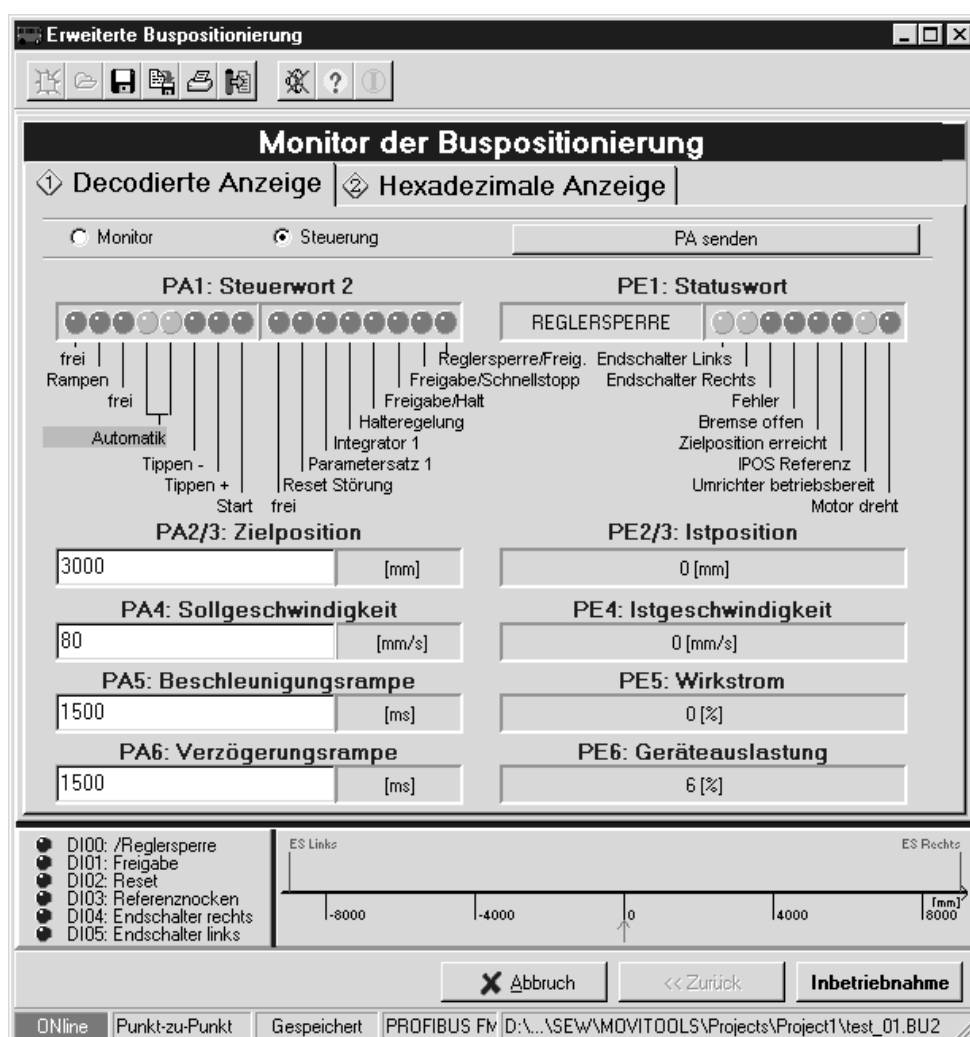 Erweiterte Buspositionierung
Monitor der Buspositionierung
1 Decodierte Anzeige 2 Hexadezimale Anzeige
Monitor Steuerung PA senden
PA1: Steuerwort 2 PE1: Statuswort
REGLERSPERRE
frei Reglersperre/Freig. Endschalter Links
Rampen Freigabe/Schnellstopp Endschalter Rechts
frei Freigabe/Halt Fehler
Halteregelung Bremse offen
Automatik Integrator 1 Zielposition erreicht
Tippen - Parametersatz 1 IPOS Referenz
Tippen + Reset Störung Umrichter betriebsbereit
Start frei Motor dreht
PA2/3: Zielposition PE2/3: Istposition
3000 [mm] 0 [mm]
PA4: Sollgeschwindigkeit PE4: Istgeschwindigkeit
80 [mm/s] 0 [mm/s]
PA5: Beschleunigungsrampe PE5: Wirkstrom
1500 [ms] 0 [%]
PA6: Verzögerungsrampe PE6: Geräteauslastung
1500 [ms] 6 [%]
DI00: /Reglersperre
DI01: Freigabe
DI02: Reset
DI03: Referenznocken
DI04: Endschalter rechts
DI05: Endschalter links
ES Links ES Rechts
[mm]
-8000 -4000 0 4000 8000
Abbruch << Zurück Inbetriebnahme
ONline Punkt-zu-Punkt Gespeichert PROFIBUS FM D:\...\SEW\MOVITOOLS\Projects\Project1\test_01.BU2